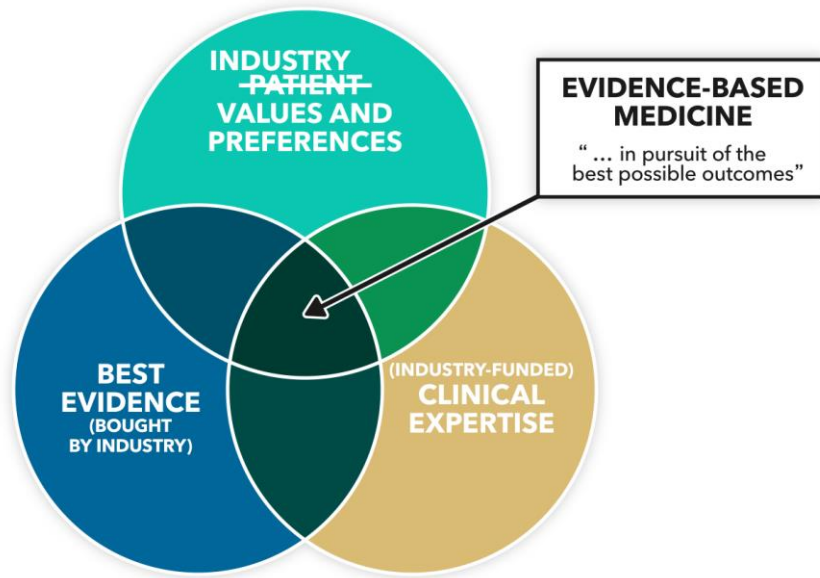 INDUSTRY
PATIENT
VALUES AND
PREFERENCES
EVIDENCE-BASED
MEDICINE
“ ... in pursuit of the
best possible outcomes”
BEST
EVIDENCE
(BOUGHT
BY INDUSTRY)
(INDUSTRY-FUNDED)
CLINICAL
EXPERTISE